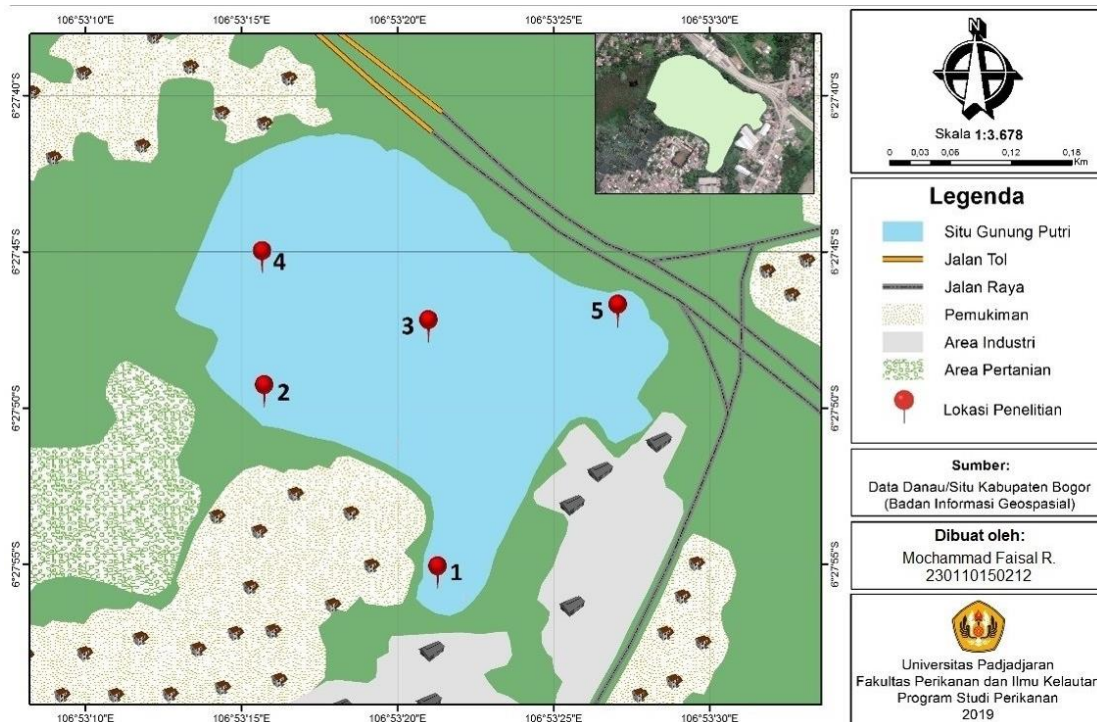 106°53'10"E 106°53'15"E 106°53'20"E 106°53'25"E 106°53'30"E
6°27'40"S 6°27'40"S
6°27'45"S 6°27'45"S
6°27'50"S 6°27'50"S
6°27'55"S 6°27'55"S
4
3
5
2
1
106°53'10"E 106°53'15"E 106°53'20"E 106°53'25"E 106°53'30"E
Skala 1:3.678
0 0,03 0,06 0,12 0,18
Km
Legenda
Situ Gunung Putri
Jalan Tol
Jalan Raya
Pemukiman
Area Industri
Area Pertanian
Lokasi Penelitian
Sumber:
Data Danau/Situ Kabupaten Bogor
(Badan Informasi Geospasial)
Dibuat oleh:
Mochammad Faisal R.
230110150212
Universitas Padjadjaran
Fakultas Perikanan dan Ilmu Kelautan
Program Studi Perikanan
2019